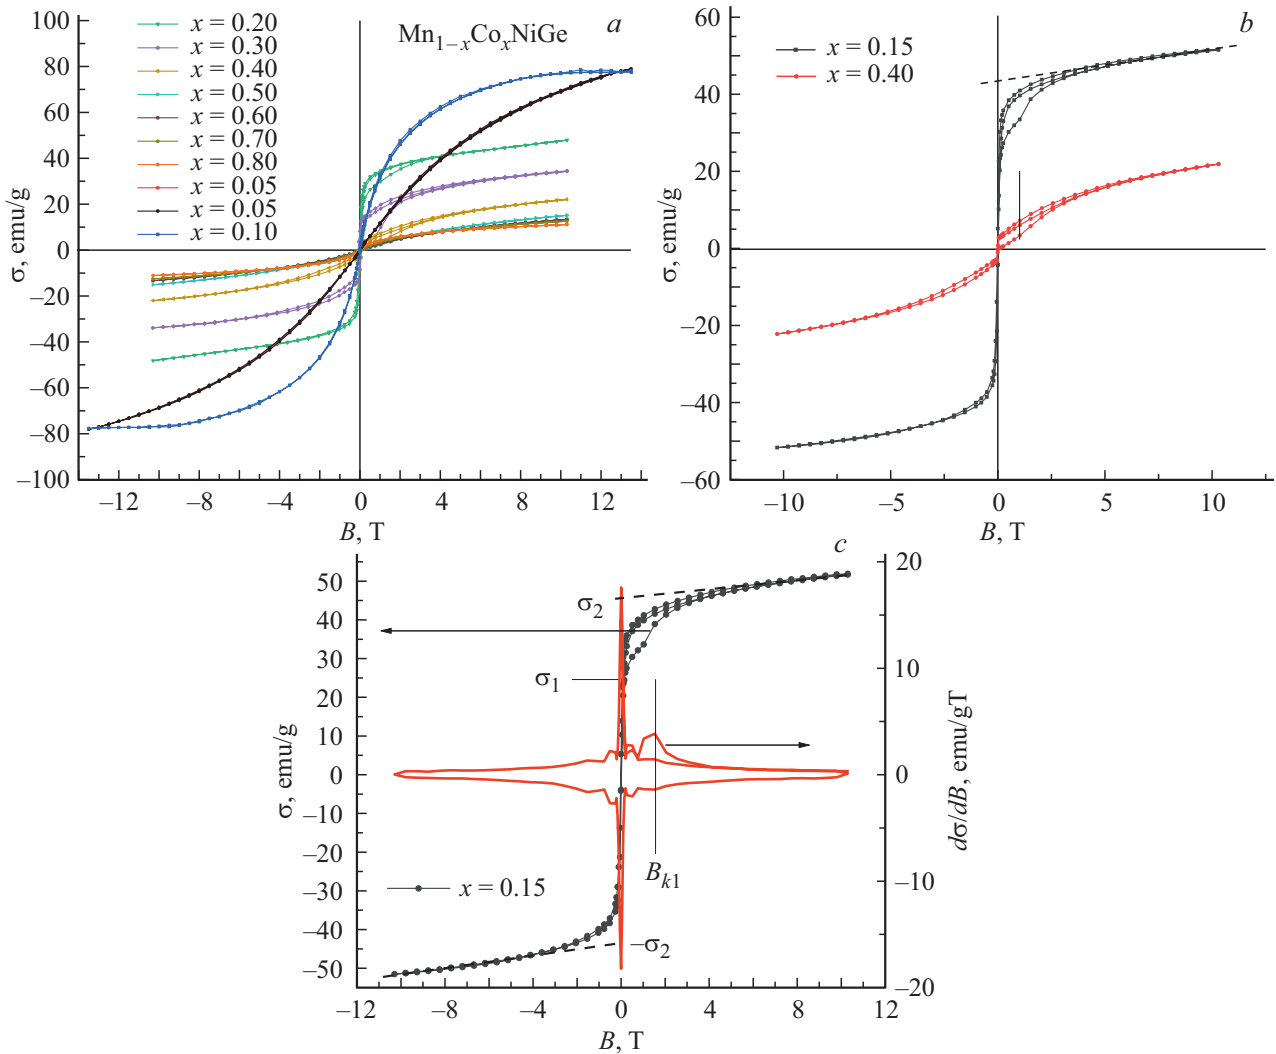 a
Mn1−xCoxNiGe
x = 0.20
x = 0.30
x = 0.40
x = 0.50
x = 0.60
x = 0.70
x = 0.80
x = 0.05
x = 0.05
x = 0.10
100
80
60
40
20
0
−20
−40
−60
−80
−100
σ, emu/g
−12 −8 −4 0 4 8 12
B, T
b
x = 0.15
x = 0.40
60
40
20
0
−20
−40
−60
σ, emu/g
−10 −5 0 5 10
B, T
c
50
40
30
20
10
0
−10
−20
−30
−40
−50
σ, emu/g
σ2
σ1
Bk1
−σ2
x = 0.15
20
10
0
−10
−20
dσ/dB, emu/gT
−12 −8 −4 0 4 8 12
B, T